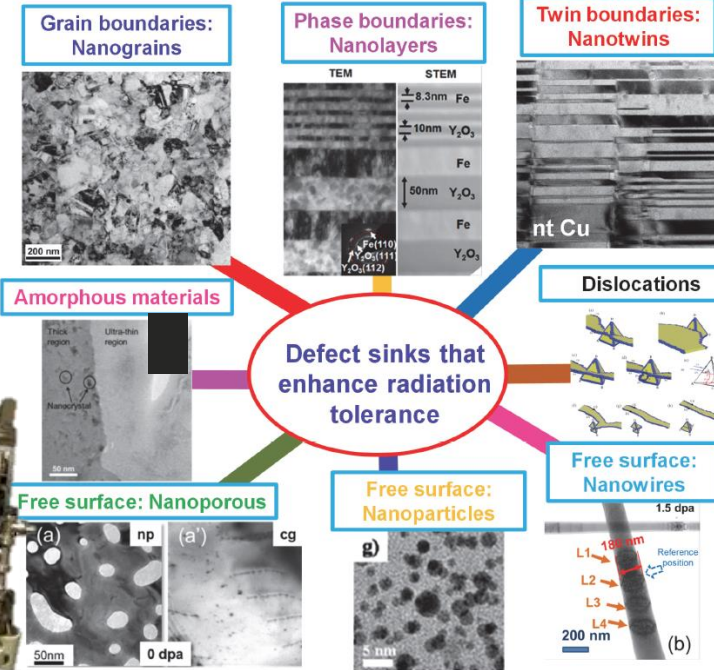 Grain boundaries:
Nanograins
Phase boundaries:
Nanolayers
Twin boundaries:
Nanotwins
200 nm
TEM
STEM
8.3nm Fe
10nm Y₂O₃
Fe
50nm Y₂O₃
Fe
Y₂O₃
Fe(110)
Y₂O₃(111)
Y₂O₃(112)
nt Cu
Amorphous materials
Thick
region
Ultra-thin
region
Nanocrystal
50 nm
Defect sinks that
enhance radiation
tolerance
Dislocations
Free surface: Nanoporous
(a)
np
(a')
cg
50nm
0 dpa
Free surface:
Nanoparticles
g)
5 nm
Free surface:
Nanowires
1.5 dpa
180 nm
Reference
position
L1
L2
L3
L4
200 nm
(b)